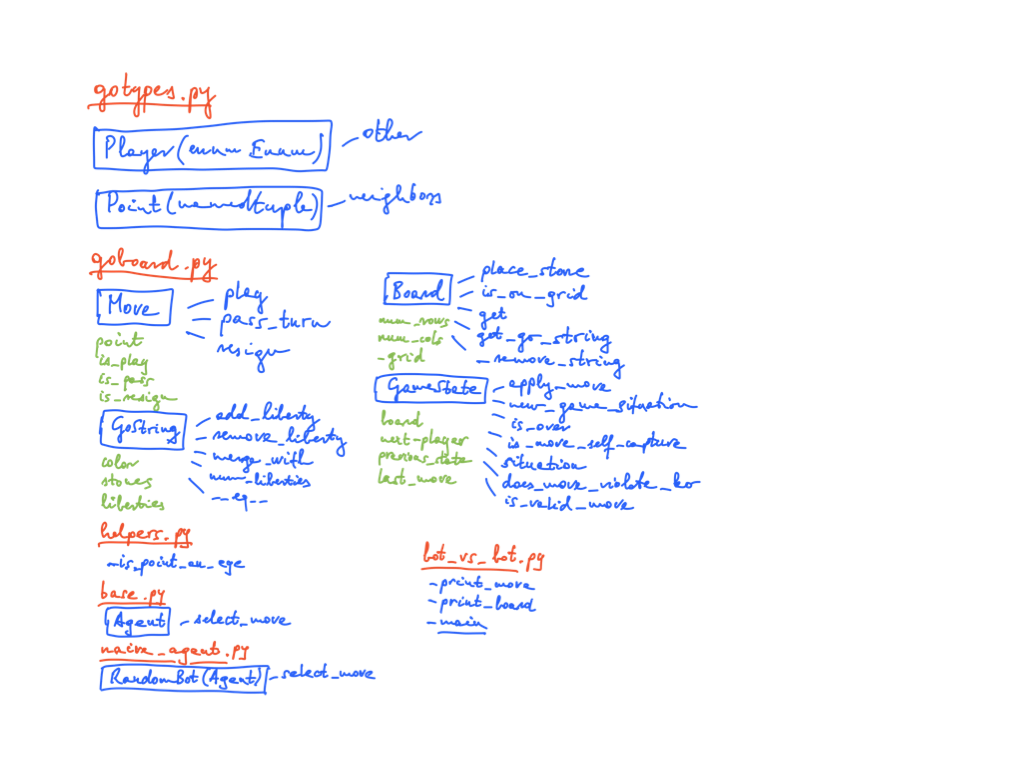 gotypes.py
Player(enum Enum)
other
Point(namedtuple)
neighbors
goboard.py
Move
play
pass_turn
resign
point
is_play
is_pass
is_resign
GoString
add_liberty
remove_liberty
merge_with
num_liberties
__eq__
color
stones
liberties
Board
place_stone
is_on_grid
get
get_go_string
_remove_string
num_rows
num_cols
_grid
GameState
apply_move
new_game_situation
is_over
is_move_self_capture
situation
does_move_violate_ko
is_valid_move
board
next-player
previous_state
last_move
helpers.py
-is_point_an_eye
base.py
Agent
select_move
naive_agent.py
RandomBot(Agent)
select_move
bot_vs_bot.py
-print_move
-print_board
-main